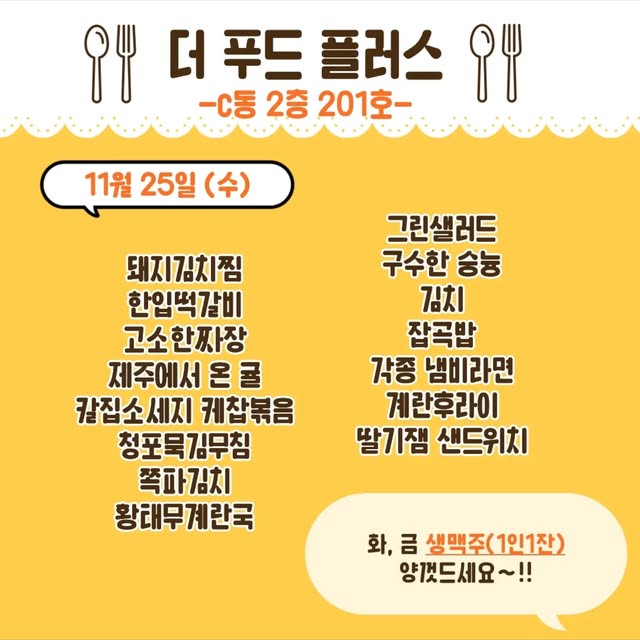 더 푸드 플러스
-C동 2층 201호-
11월 25일 (수)
돼지김치찜
한입떡갈비
고소한짜장
제주에서 온 귤
칼집소세지 케찹볶음
청포묵김무침
쪽파김치
황태무계란국
그린샐러드
구수한 숭늉
김치
잡곡밥
각종 냄비라면
계란후라이
딸기잼 샌드위치
화, 금 생맥주(1인1잔)
양껏드세요~!!